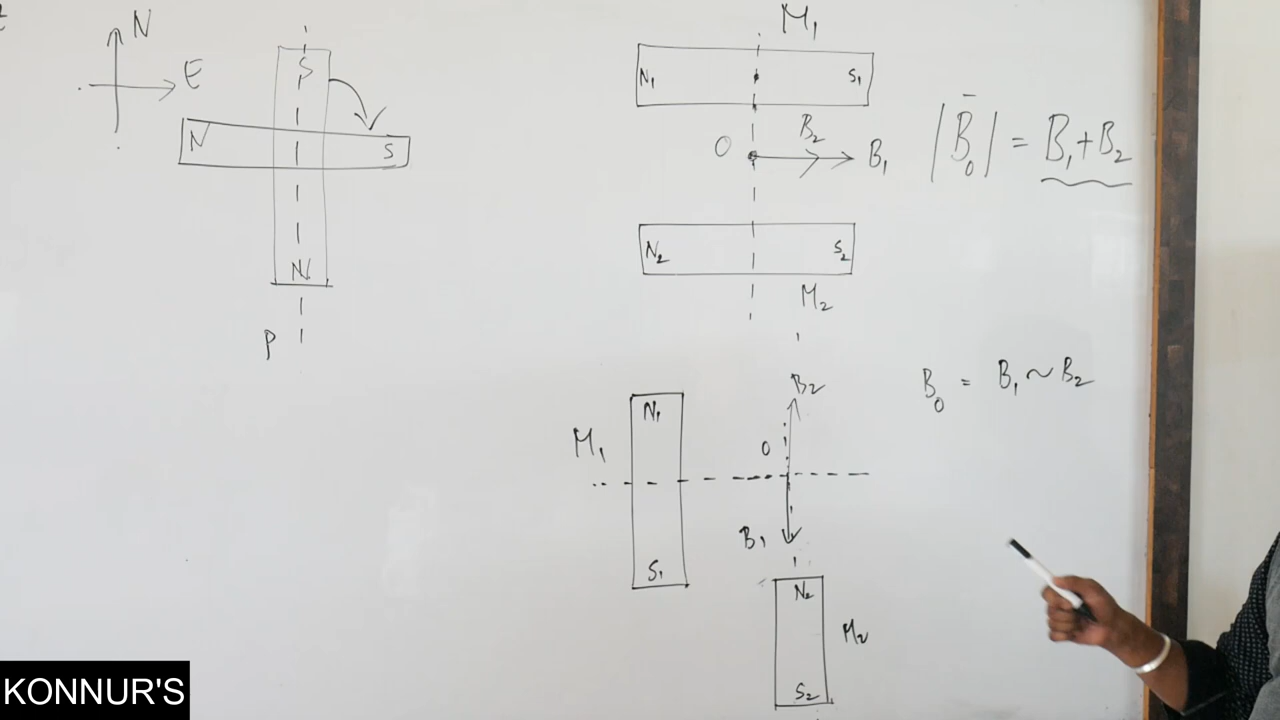 N
E
S
N S
N
P
M₁
N₁ S₁
B₂
O B₁
|B̄₀| = B₁+B₂
N₂ S₂
M₂
B₂
B₀ = B₁ ~ B₂
N₁
M₁
O
B₁
S₁
N₂
M₂
S₂
KONNUR'S